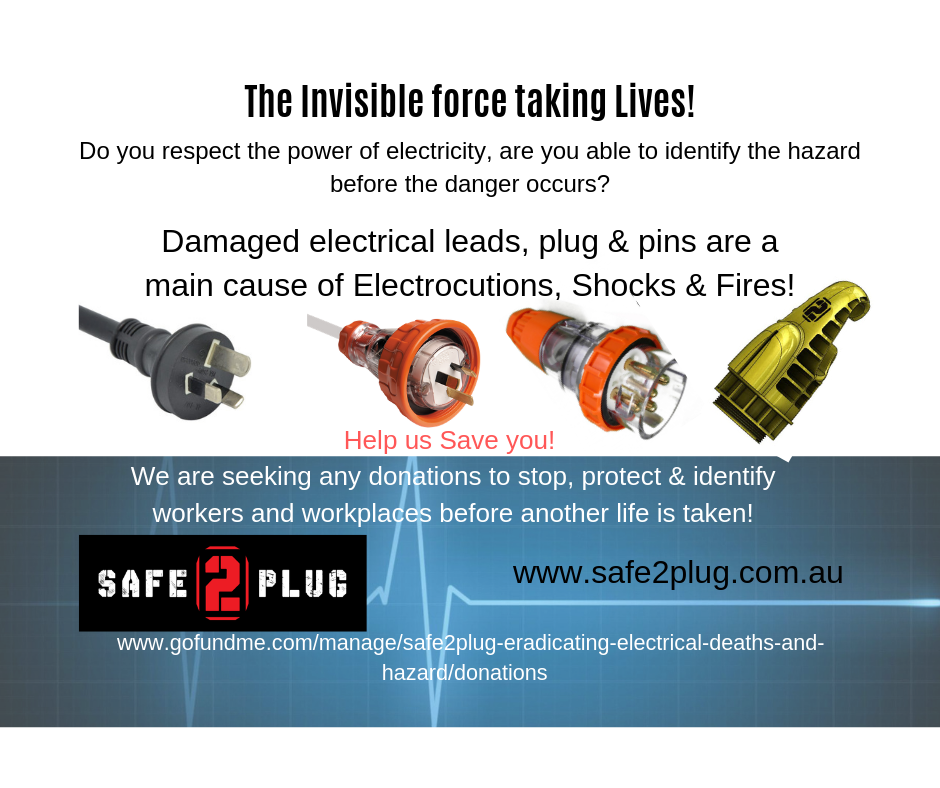 The Invisible force taking Lives!
Do you respect the power of electricity, are you able to identify the hazard
before the danger occurs?
Damaged electrical leads, plug & pins are a
main cause of Electrocutions, Shocks & Fires!
2
Help us Save you!
We are seeking any donations to stop, protect & identify
workers and workplaces before another life is taken!
SAFE 2 PLUG
www.safe2plug.com.au
www.gofundme.com/manage/safe2plug-eradicating-electrical-deaths-and-
hazard/donations